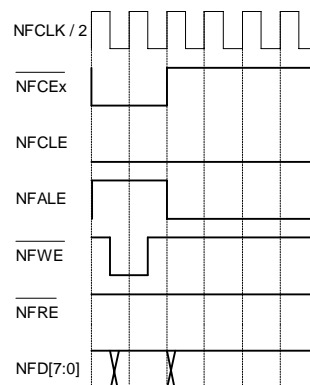 NFCLK / 2
NFCEx
NFCLE
NFALE
NFWE
NFRE
NFD[7:0]